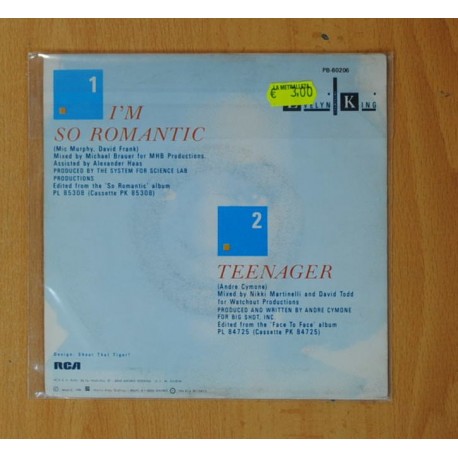 PB-60206
LA METRALLETA
€ 3,00
LYN KING
1
I'M
SO ROMANTIC
(Mic Murphy, David Frank)
Mixed by Michael Brauer for MHB Productions.
Assisted by Alexander Haas
PRODUCED BY THE SYSTEM FOR SCIENCE LAB
PRODUCTIONS
Edited from the 'So Romantic' album
PL 85308 (Cassette PK 85308)
2
TEENAGER
(Andre Cymone)
Mixed by Nikki Martinelli and David Todd
for Watchout Productions
PRODUCED AND WRITTEN BY ANDRE CYMONE
FOR BIG SHOT, INC.
Edited from the 'Face To Face' album
PL 84725 (Cassette PK 84725)
Design: Shoot That Tiger!
RCA